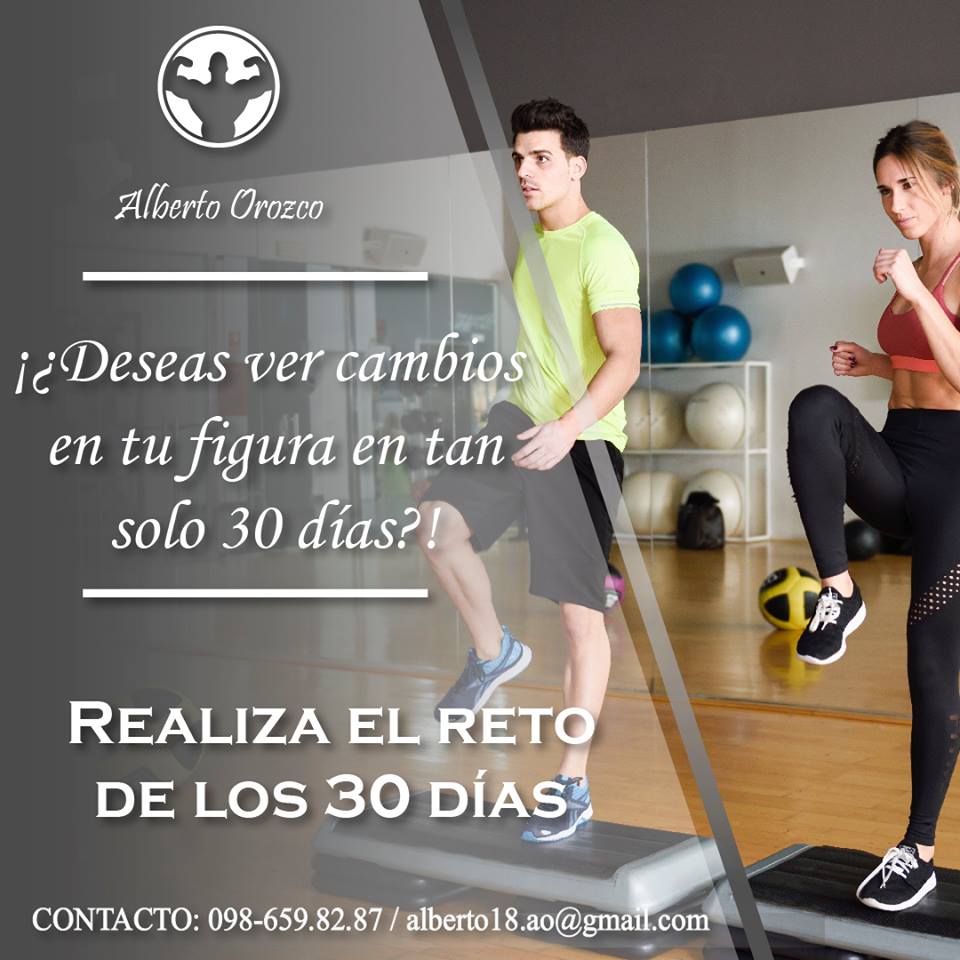 Alberto Orozco
¡¿Deseas ver cambios
en tu figura en tan
solo 30 días?!
REALIZA EL RETO
DE LOS 30 DÍAS
CONTACTO: 098-659.82.87 / alberto18.ao@gmail.com